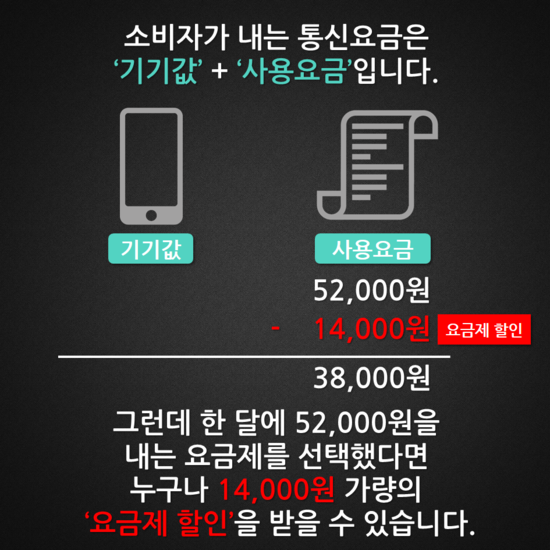 소비자가 내는 통신요금은
‘기기값’ + ‘사용요금’입니다.
기기값
사용요금
52,000원
- 14,000원 요금제 할인
38,000원
그런데 한 달에 52,000원을
내는 요금제를 선택했다면
누구나 14,000원 가량의
‘요금제 할인’을 받을 수 있습니다.